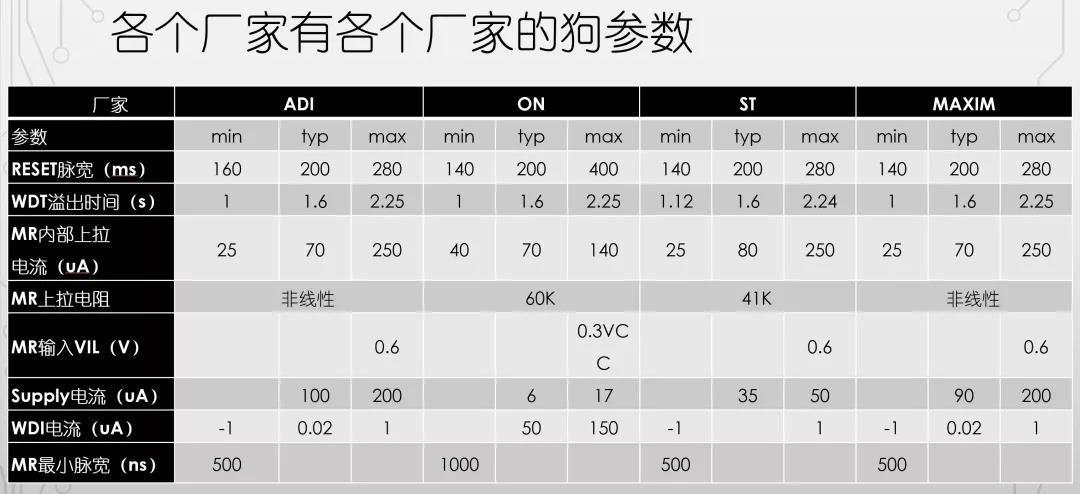 各个厂家有各个厂家的狗参数
厂家 ADI ON ST MAXIM
参数 min typ max min typ max min typ max min typ max
RESET脉宽（ms） 160 200 280 140 200 400 140 200 280 140 200 280
WDT溢出时间（s） 1 1.6 2.25 1 1.6 2.25 1.12 1.6 2.24 1 1.6 2.25
MR内部上拉
电流（uA） 25 70 250 40 70 140 25 80 250 25 70 250
MR上拉电阻 非线性 60K 41K 非线性
MR输入VIL（V） 0.6 0.3VC
C 0.6 0.6
Supply电流（uA） 100 200 6 17 35 50 90 200
WDI电流（uA） -1 0.02 1 50 150 -1 1 -1 0.02 1
MR最小脉宽（ns） 500 1000 500 500